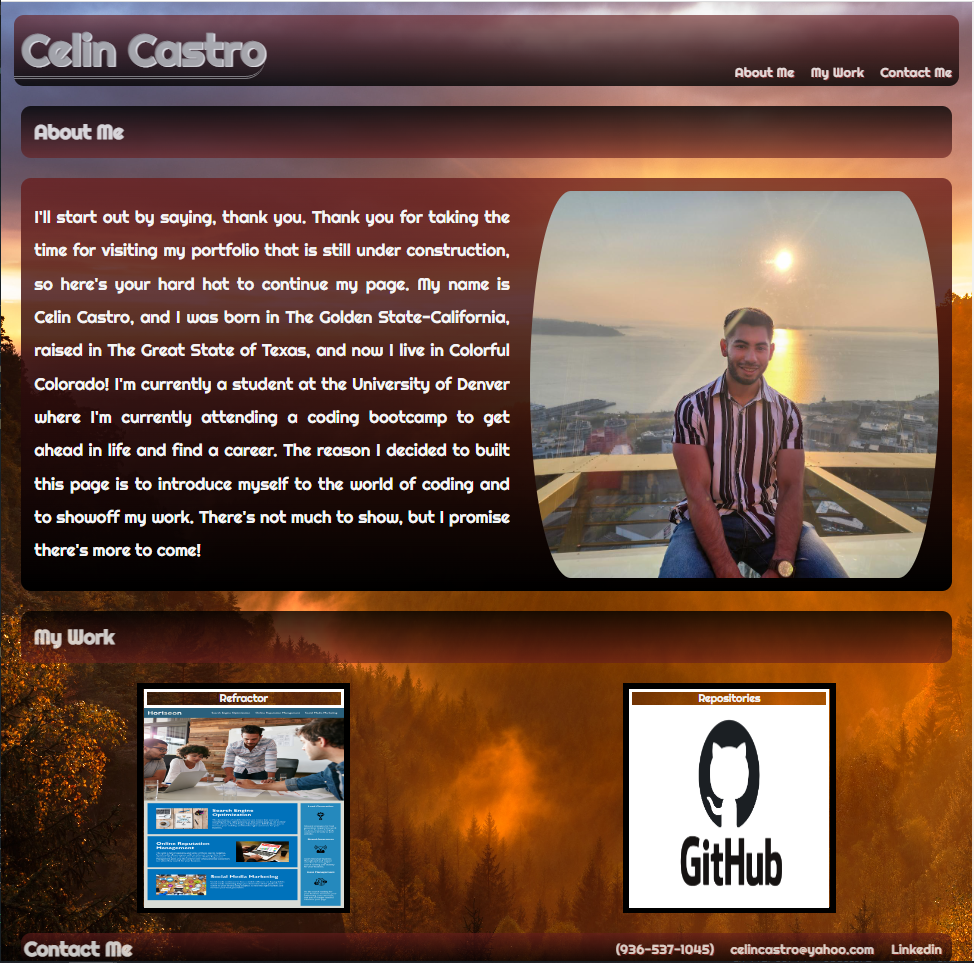 Celin Castro
About Me My Work Contact Me
About Me
I'll start out by saying, thank you. Thank you for taking the
time for visiting my portfolio that is still under construction,
so here's your hard hat to continue my page. My name is
Celin Castro, and I was born in The Golden State-California,
raised in The Great State of Texas, and now I live in Colorful
Colorado! I'm currently a student at the University of Denver
where I'm currently attending a coding bootcamp to get
ahead in life and find a career. The reason I decided to built
this page is to introduce myself to the world of coding and
to showoff my work. There's not much to show, but I promise
there's more to come!
My Work
Refractor
Horiseon
Search Engine
Optimization
Online Reputation
Management
Social Media Marketing
Repositories
GitHub
Contact Me
(936-537-1045) celincastro@yahoo.com Linkedin